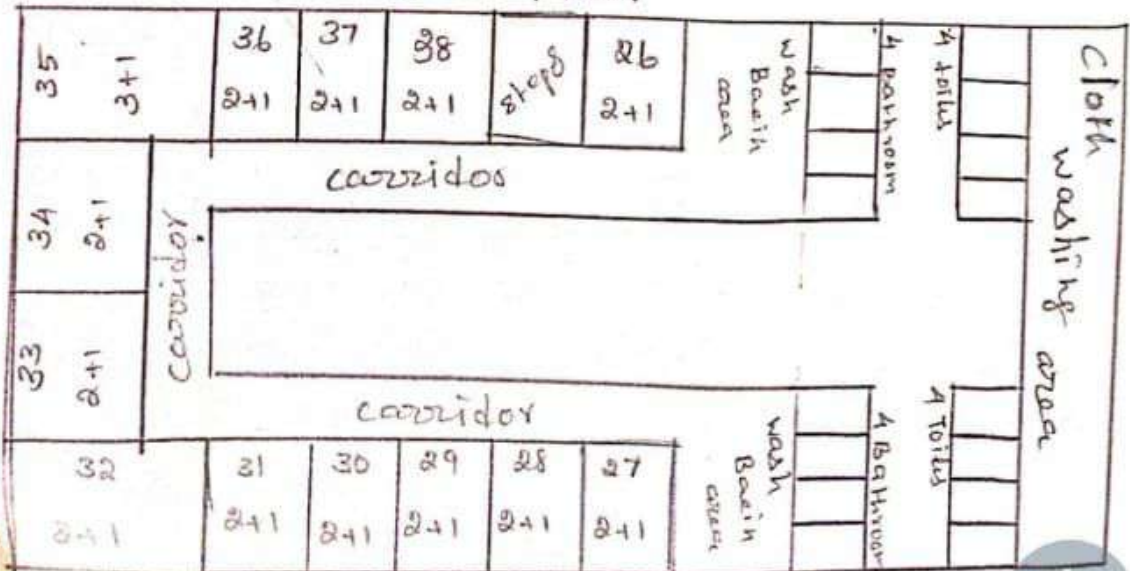 35
3+1
36
2+1
37
2+1
38
2+1
steps
26
2+1
wash
Basin
area
4 Bathroom
4 toilets
Cloth
washing
area
34
2+1
33
2+1
corridor
corridor
corridor
32
2+1
31
2+1
30
2+1
29
2+1
28
2+1
27
2+1
wash
Basin
area
4 Bathroom
4 Toilets